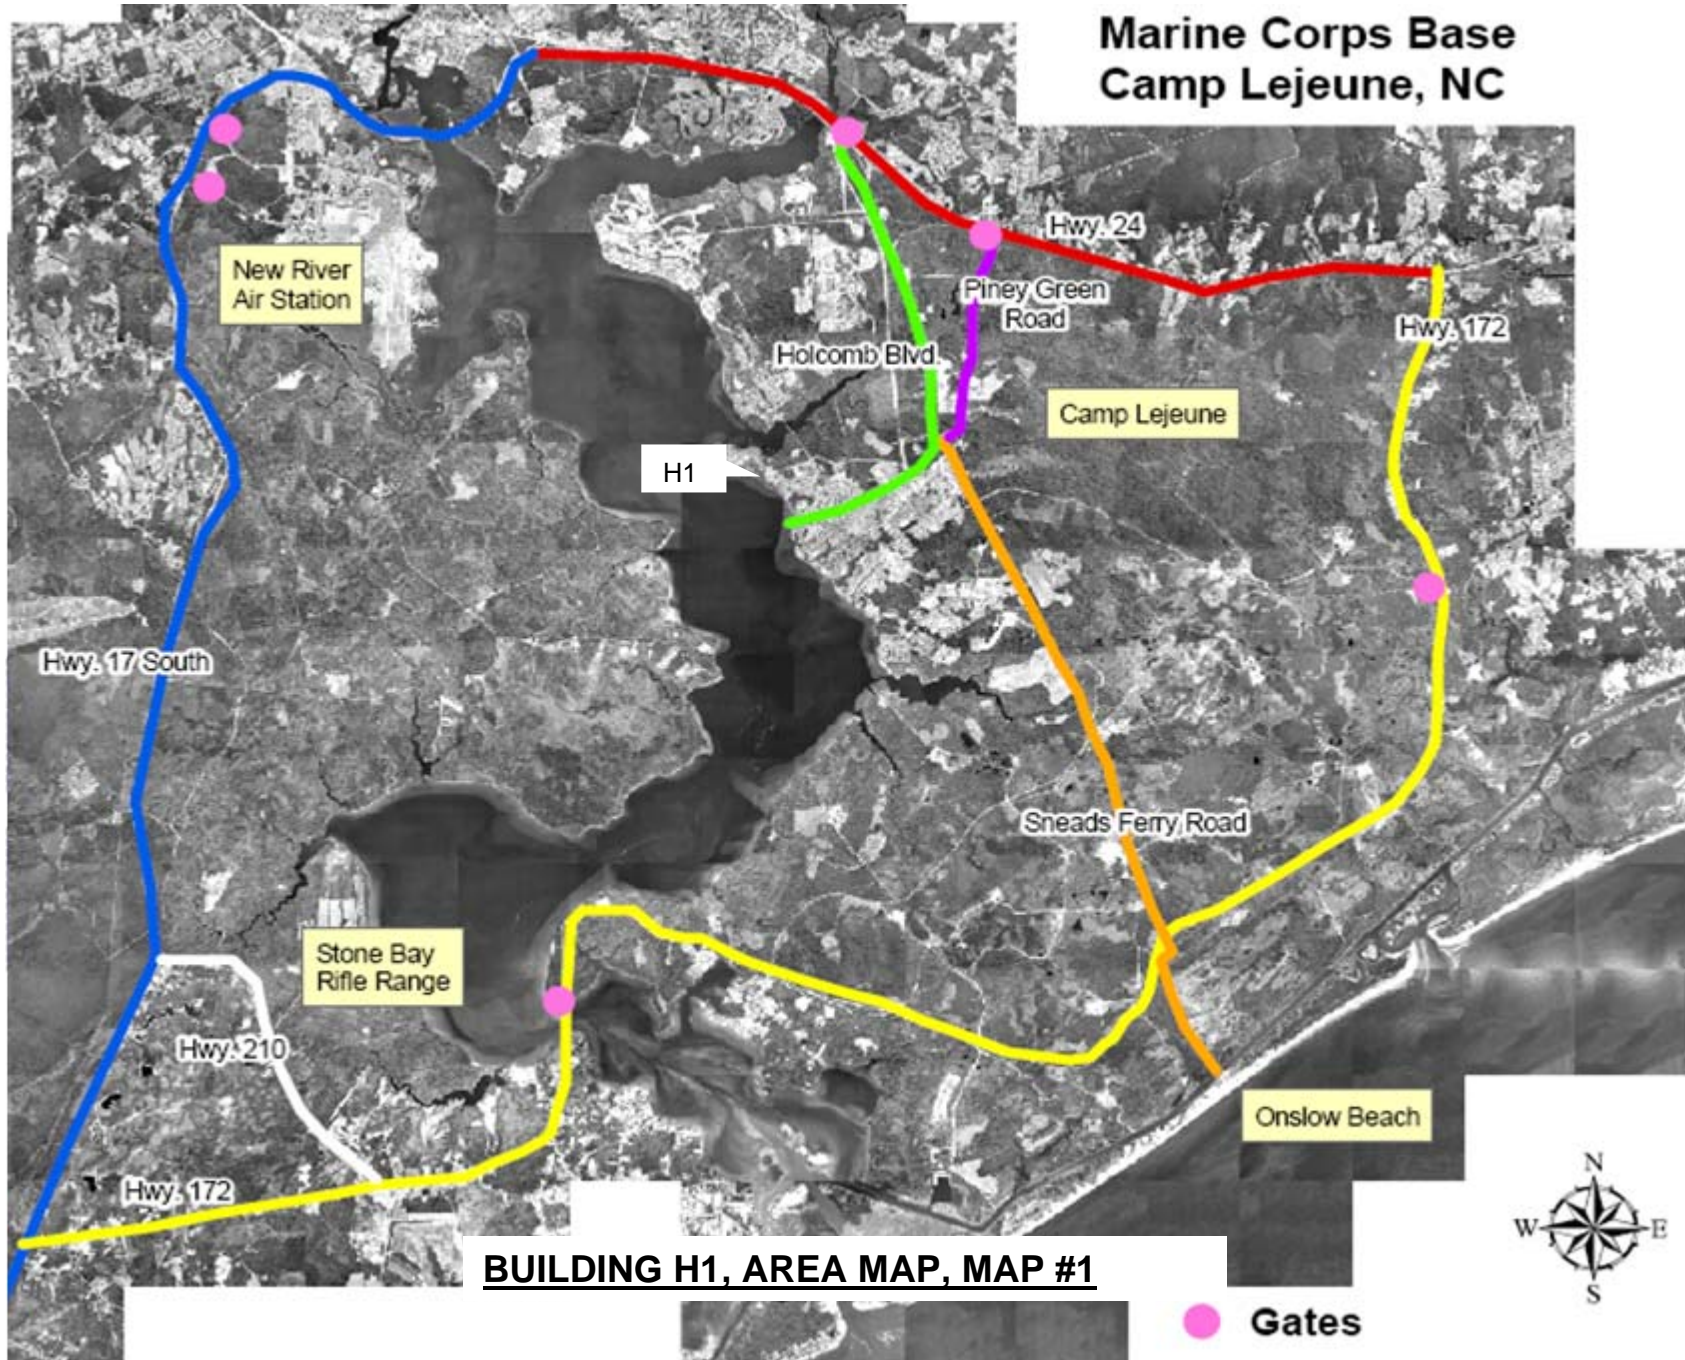 Marine Corps Base
Camp Lejeune, NC
Hwy. 24
New River
Air Station
Piney Green
Road
Hwy. 172
Holcomb Blvd.
Camp Lejeune
H1
Hwy. 17 South
Sneads Ferry Road
Stone Bay
Rifle Range
Hwy. 210
Onslow Beach
Hwy. 172
N
W E
S
BUILDING H1, AREA MAP, MAP #1
Gates